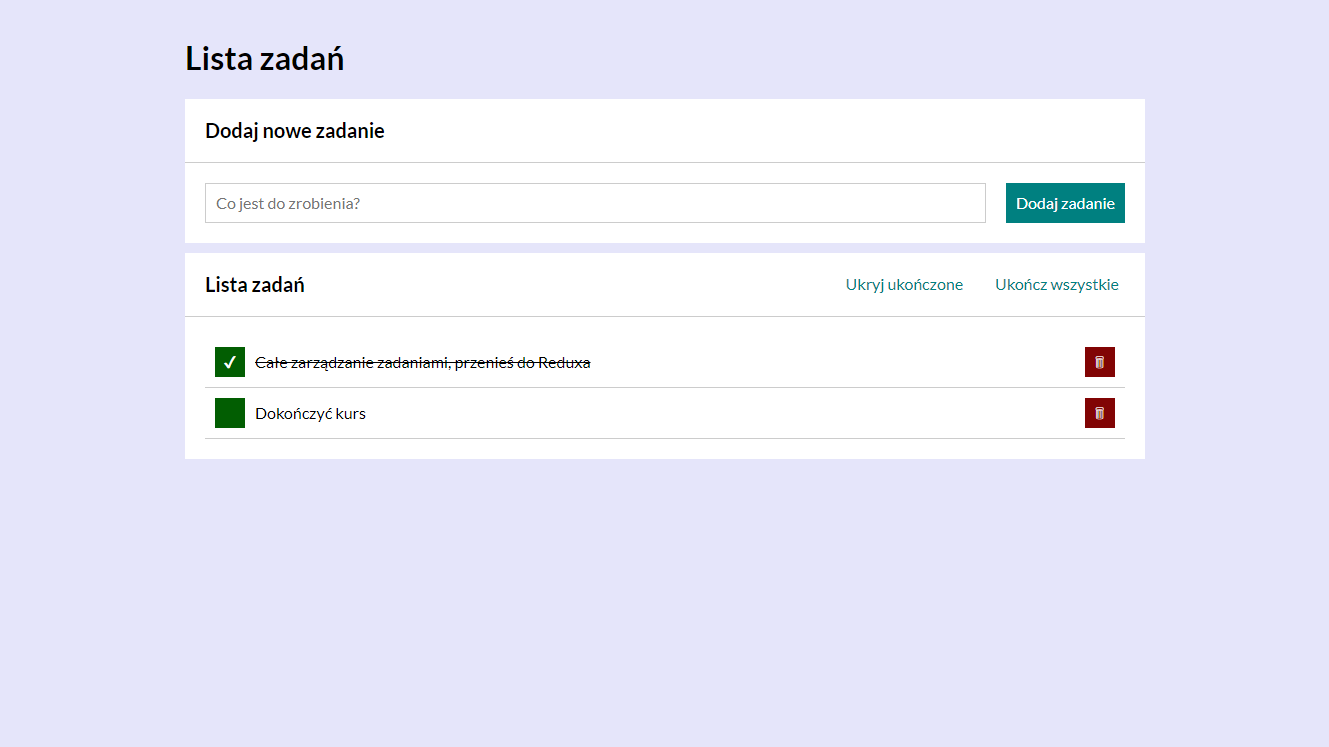 Lista zadań
Dodaj nowe zadanie
Co jest do zrobienia?
Dodaj zadanie
Lista zadań
Ukryj ukończone
Ukończ wszystkie
Całe zarządzanie zadaniami, przenieś do Reduxa
Dokończyć kurs